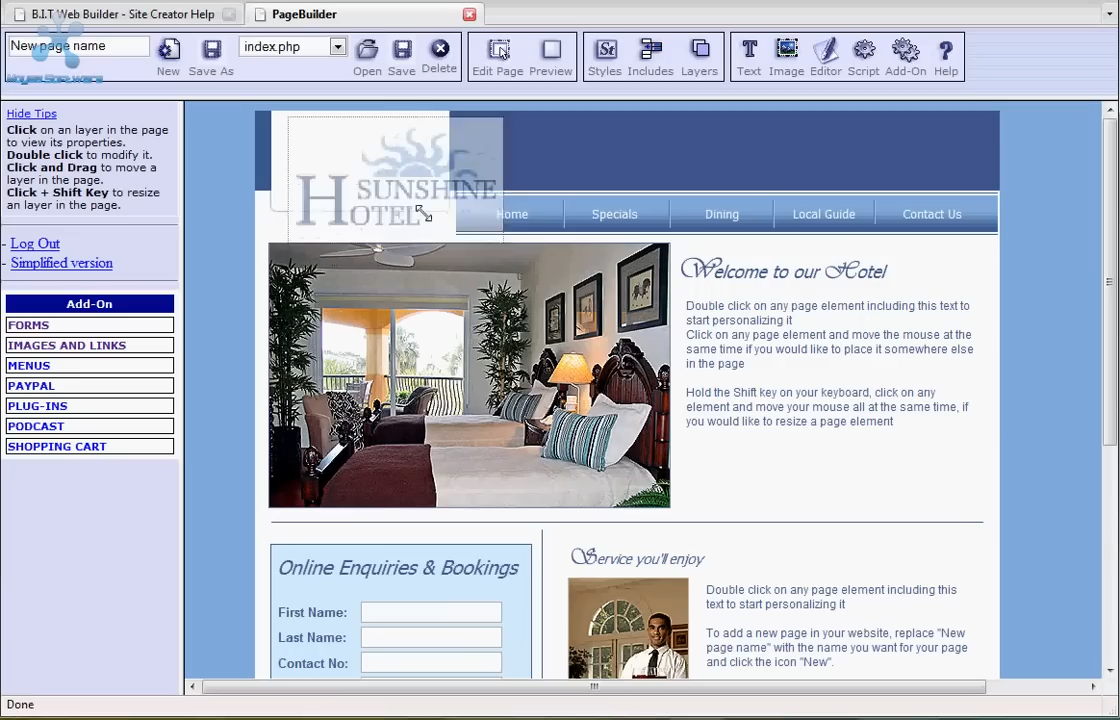 B.I.T Web Builder - Site Creator Help
PageBuilder
New page name
New
Save As
index.php
Open
Save
Delete
Edit Page
Preview
Styles
Includes
Layers
Text
Image
Editor
Script
Add-On
Help
Hide Tips
Click on an layer in the page
to view its properties.
Double click to modify it.
Click and Drag to move a
layer in the page.
Click + Shift Key to resize
an layer in the page.
- Log Out
- Simplified version
Add-On
FORMS
IMAGES AND LINKS
MENUS
PAYPAL
PLUG-INS
PODCAST
SHOPPING CART
SUNSHINE
HOTEL
Home
Specials
Dining
Local Guide
Contact Us
Welcome to our Hotel
Double click on any page element including this text to
start personalizing it
Click on any page element and move the mouse at the
same time if you would like to place it somewhere else
in the page
Hold the Shift key on your keyboard, click on any
element and move your mouse all at the same time, if
you would like to resize a page element
Online Enquiries & Bookings
First Name:
Last Name:
Contact No:
Service you'll enjoy
Double click on any page element including this
text to start personalizing it
To add a new page in your website, replace "New
page name" with the name you want for your page
and click the icon "New".
Done